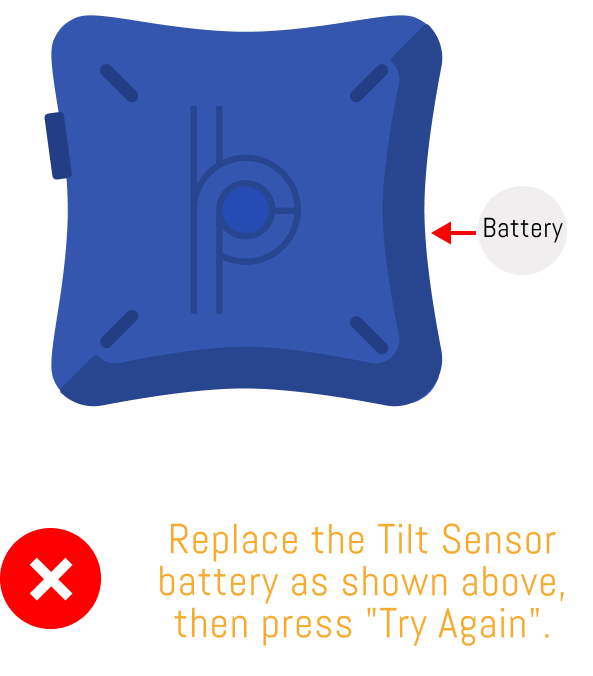 Battery
Replace the Tilt Sensor
battery as shown above,
then press "Try Again".